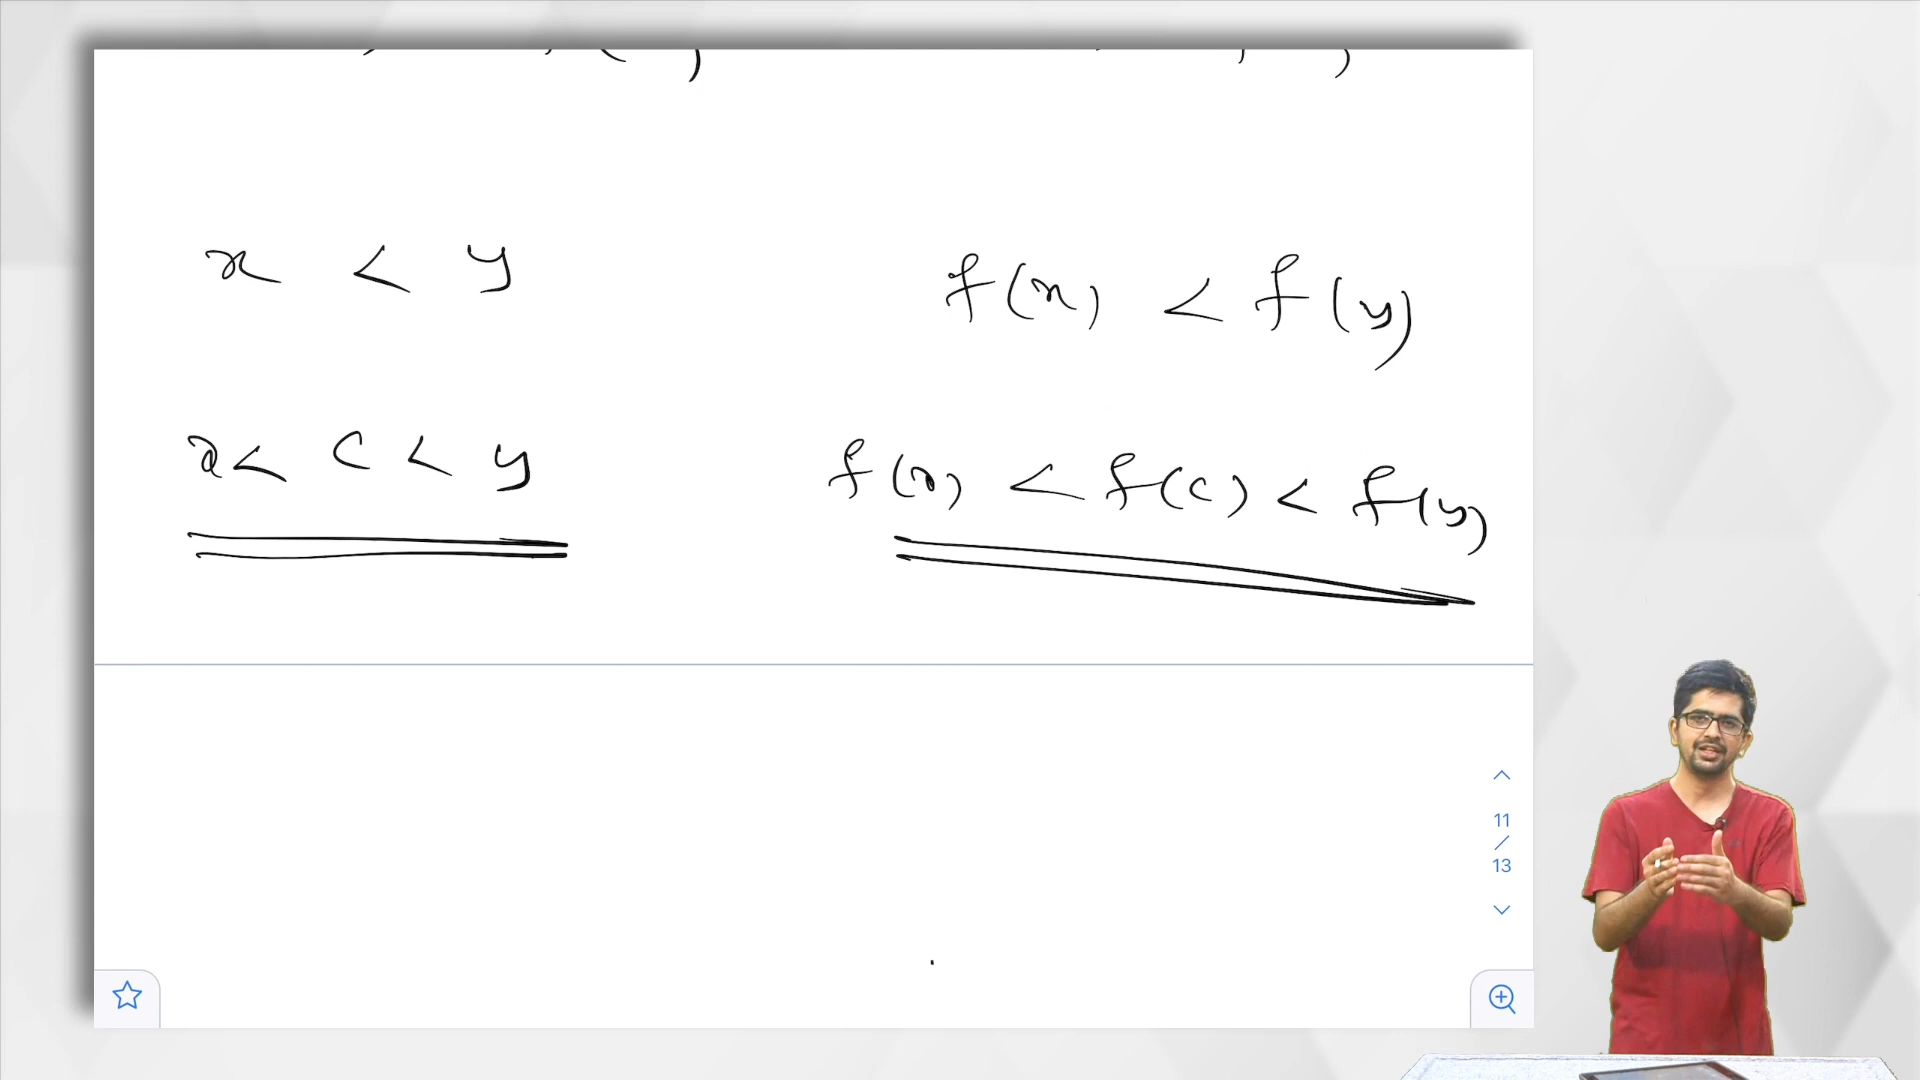 x < y
f(x) < f(y)
x < c < y
f(x) < f(c) < f(y)
11
/
13